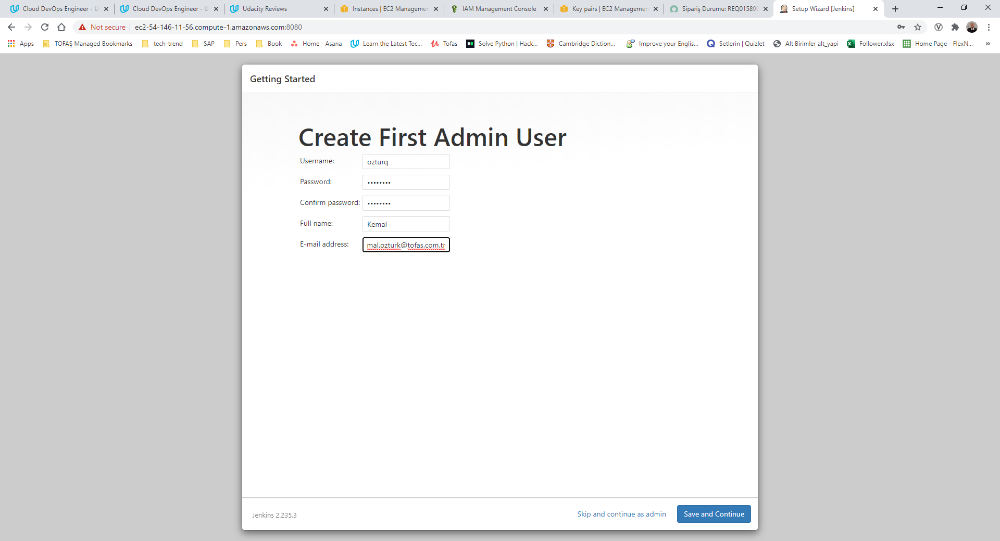 Cloud DevOps Engineer - U
Cloud DevOps Engineer - U
Udacity Reviews
Instances | EC2 Managemen
IAM Management Console
Key pairs | EC2 Managemen
Sipariş Durumu: REQ015899
Setup Wizard [Jenkins]
Not secure
ec2-54-146-11-56.compute-1.amazonaws.com:8080
Apps
TOFAŞ Managed Bookmarks
tech-trend
SAP
Pers
Book
Home - Asana
Learn the Latest Tec...
Tofas
Solve Python | Hack...
Cambridge Diction...
Improve your Englis...
Setlerin | Quizlet
Alt Birimler alt_yapi
Follower.xlsx
Home Page - FlexN...
»
Getting Started
Create First Admin User
Username:
ozturq
Password:
••••••••
Confirm password:
••••••••
Full name:
Kemal
E-mail address:
mal.ozturk@tofas.com.tr
Jenkins 2.235.3
Skip and continue as admin
Save and Continue